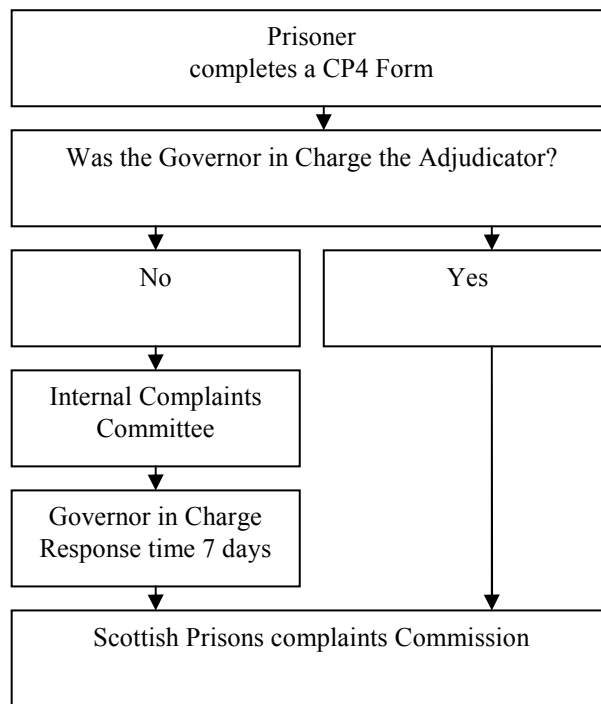 Prisoner
completes a CP4 Form
Was the Governor in Charge the Adjudicator?
No
Yes
Internal Complaints
Committee
Governor in Charge
Response time 7 days
Scottish Prisons complaints Commission